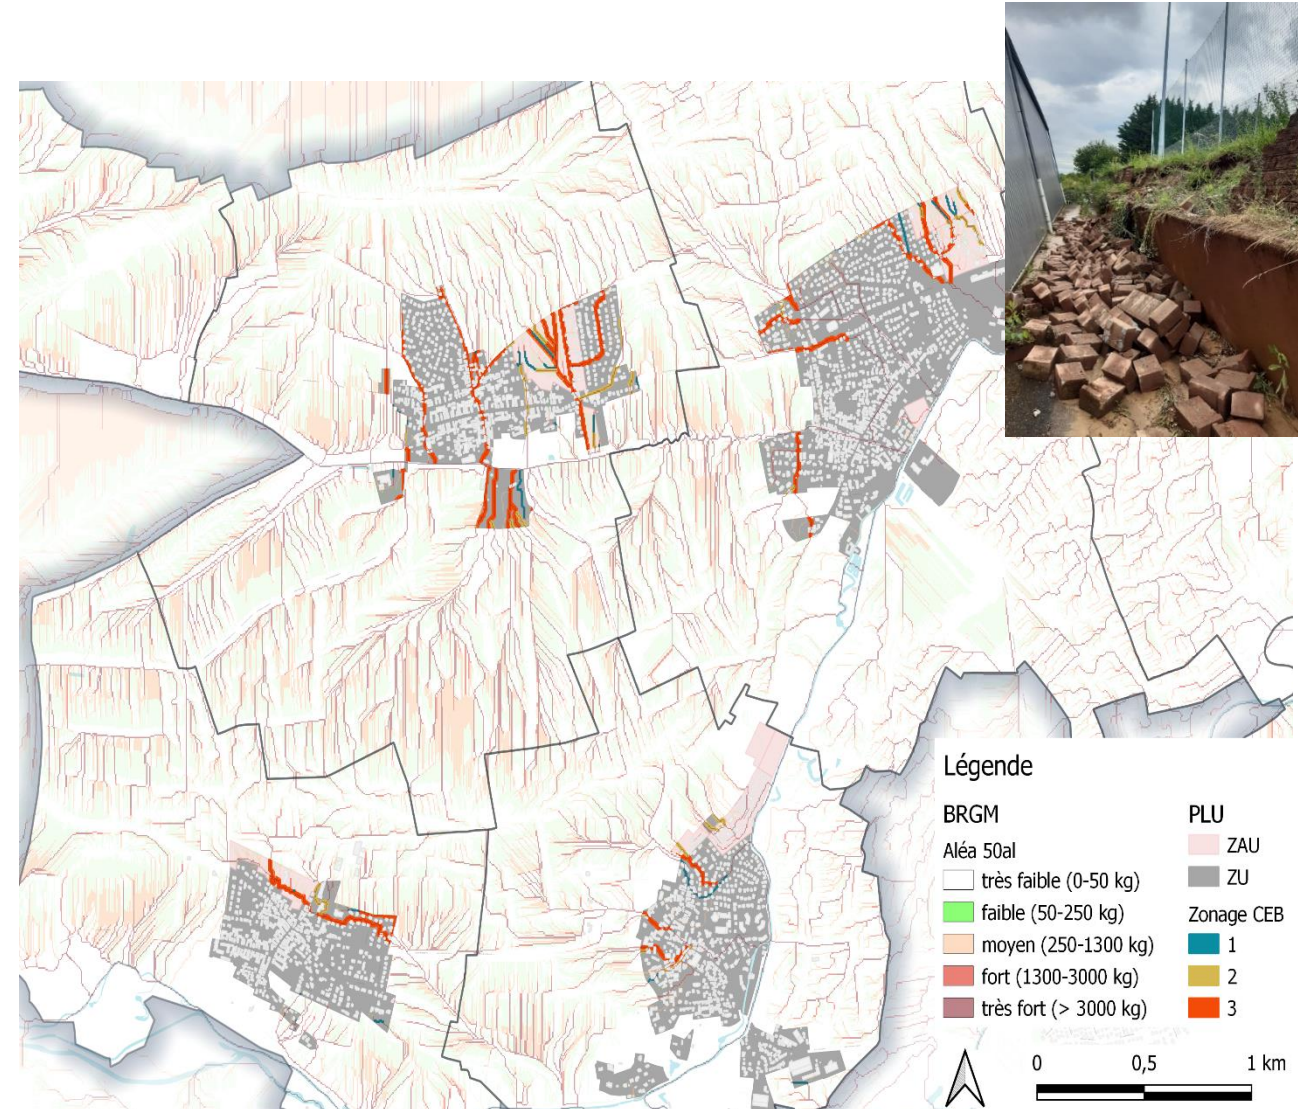 Légende
BRGM
Aléa 50al
très faible (0-50 kg)
faible (50-250 kg)
moyen (250-1300 kg)
fort (1300-3000 kg)
très fort (> 3000 kg)
PLU
ZAU
ZU
Zonage CEB
1
2
3
0 0,5 1 km